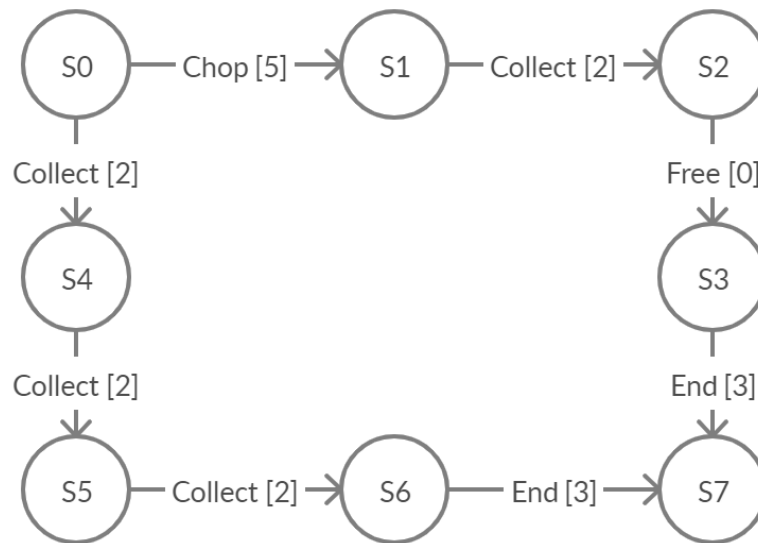 S0 Chop [5] S1 Collect [2] S2
Collect [2] Free [0]
S4 S3
Collect [2] End [3]
S5 Collect [2] S6 End [3] S7